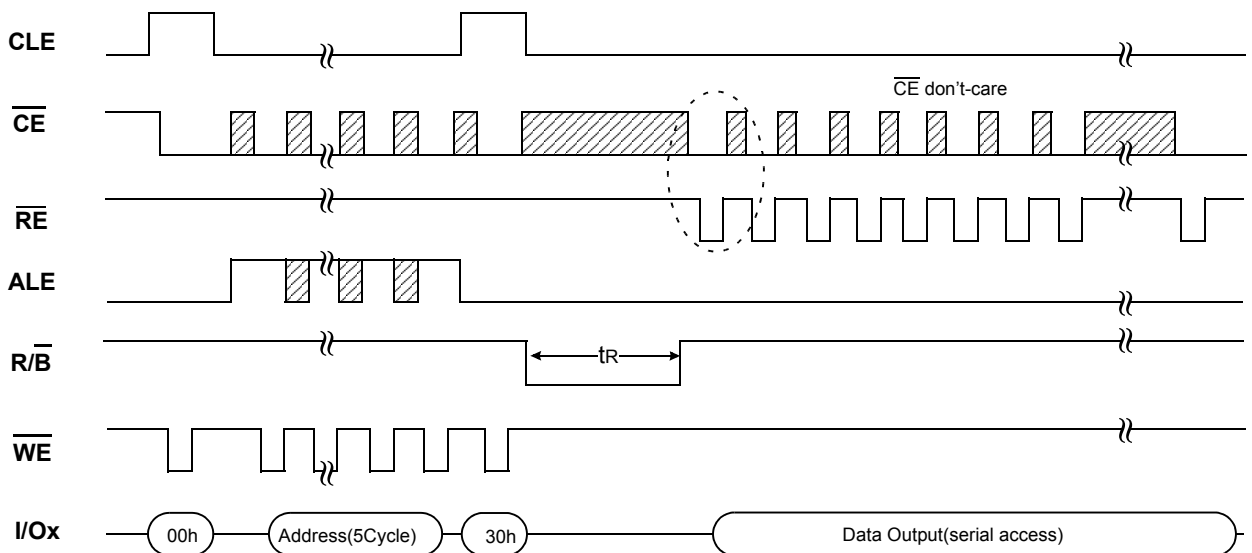 CLE
CE don't-care
CE
RE
ALE
R/B
tR
WE
I/Ox
00h
Address(5Cycle)
30h
Data Output(serial access)